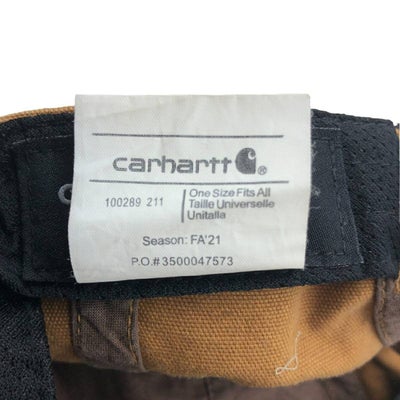 carhartt ®
100289 211
One Size Fits All
Taille Universelle
Unitalla
Season: FA'21
P.O.#3500047573